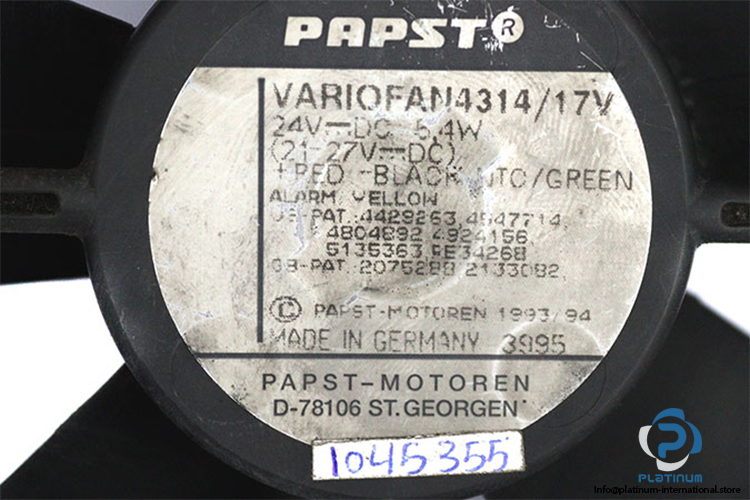 PAPST®
VARIOFAN4314/17V
24V⎓DC 5,4W
(21-27V⎓DC)
+RED -BLACK NTC/GREEN
ALARM/YELLOW
US-PAT.:4429263,4547714,
4804892,4924156,
5135363,RE34268
GB-PAT.:2075288,2133082,
© PAPST-MOTOREN 1993/94
MADE IN GERMANY 3995
PAPST-MOTOREN
D-78106 ST.GEORGEN
1045355
PLATINUM
info@platinum-international.store